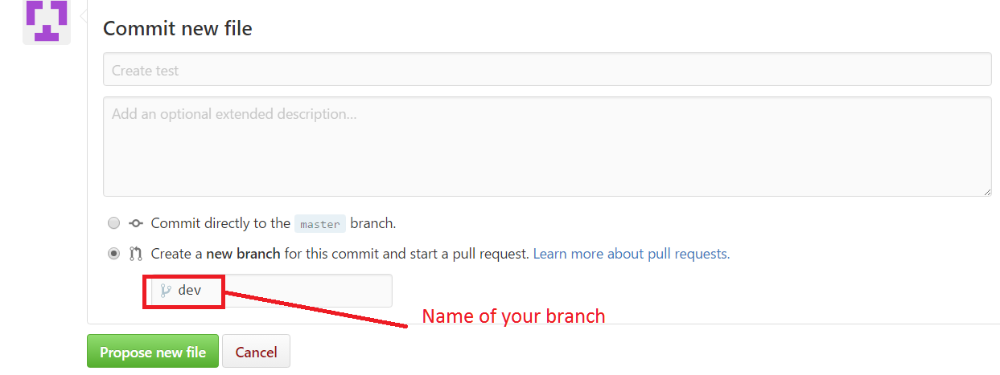 Commit new file
Create test
Add an optional extended description...
Commit directly to the master branch.
Create a new branch for this commit and start a pull request. Learn more about pull requests.
dev
Name of your branch
Propose new file Cancel